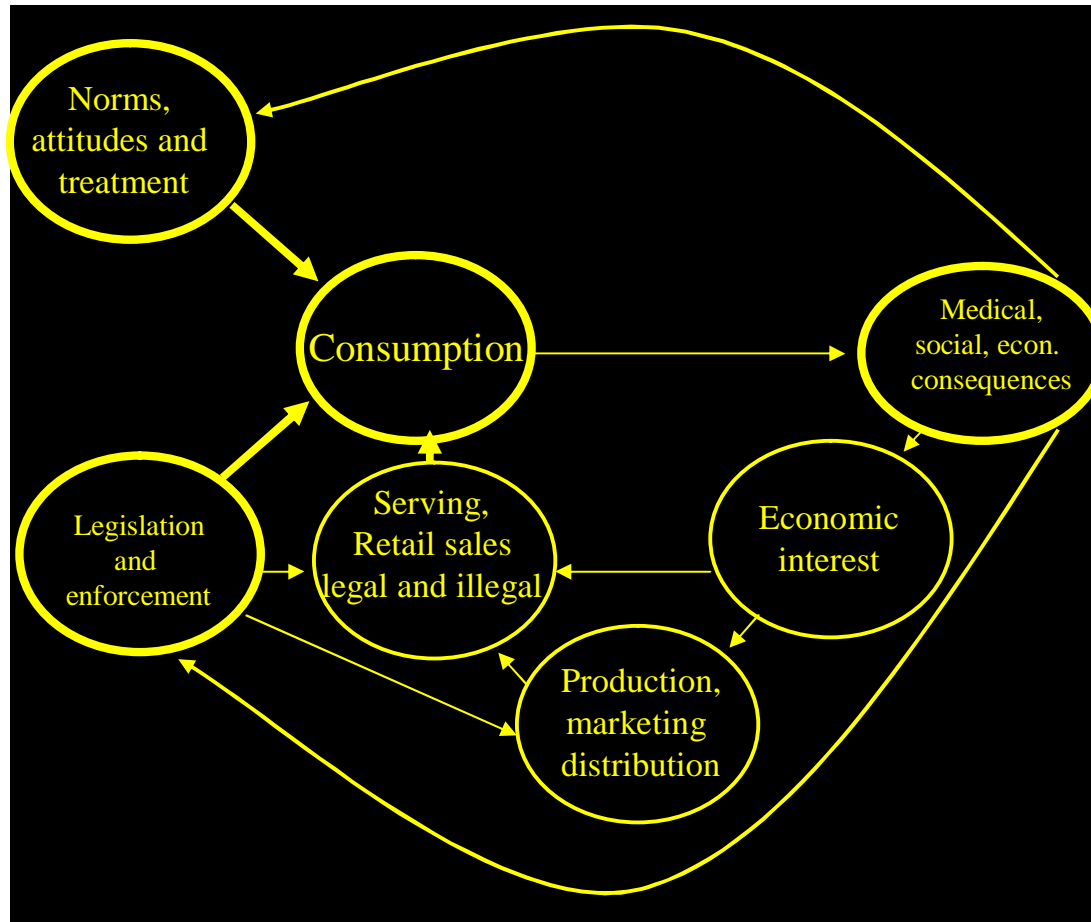 Norms,
attitudes and
treatment
Consumption
Medical,
social, econ.
consequences
Legislation
and
enforcement
Serving,
Retail sales
legal and illegal
Economic
interest
Production,
marketing
distribution